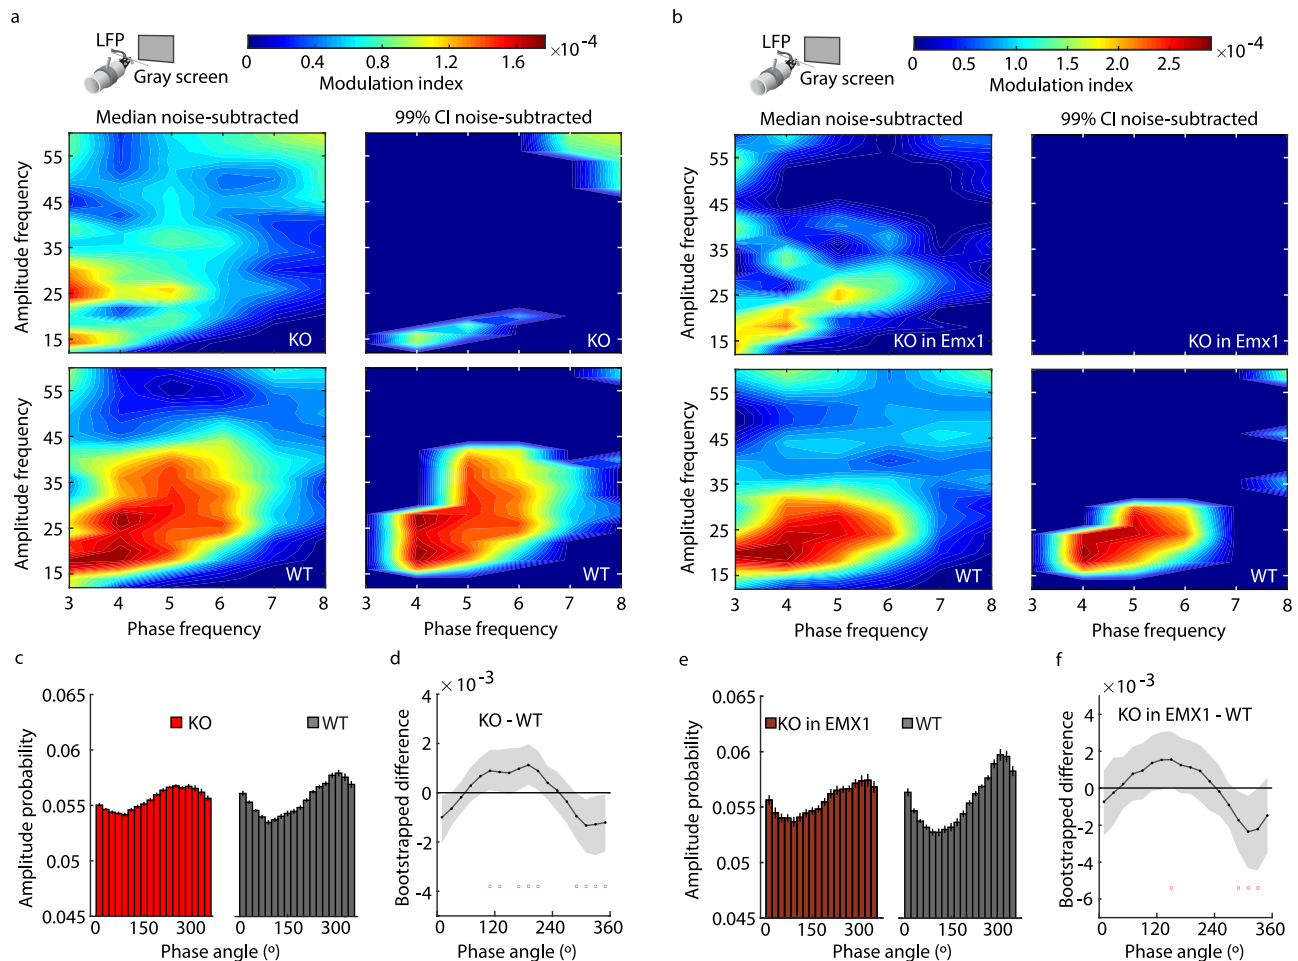 a
LFP
Gray screen
0 0.4 0.8 1.2 1.6 ×10-4
Modulation index
Median noise-subtracted
99% CI noise-subtracted
Amplitude frequency
55
45
35
25
15
KO
KO
Amplitude frequency
55
45
35
25
15
WT
WT
3 4 5 6 7 8
3 4 5 6 7 8
Phase frequency
Phase frequency
b
LFP
Gray screen
0 0.5 1.0 1.5 2.0 2.5 ×10-4
Modulation index
Median noise-subtracted
99% CI noise-subtracted
Amplitude frequency
55
45
35
25
15
KO in Emx1
KO in Emx1
Amplitude frequency
55
45
35
25
15
WT
WT
3 4 5 6 7 8
3 4 5 6 7 8
Phase frequency
Phase frequency
c
Amplitude probability
0.065
0.06
0.055
0.05
0.045
KO
WT
0 150 300
0 150 300
Phase angle (º)
d
× 10-3
KO - WT
Bootstrapped difference
4
2
0
-2
-4
0 120 240 360
Phase angle (º)
e
Amplitude probability
0.065
0.06
0.055
0.05
0.045
KO in EMX1
WT
0 150 300
0 150 300
Phase angle (º)
f
× 10-3
KO in EMX1 - WT
Bootstrapped difference
4
2
0
-2
-4
-6
0 120 240 360
Phase angle (º)